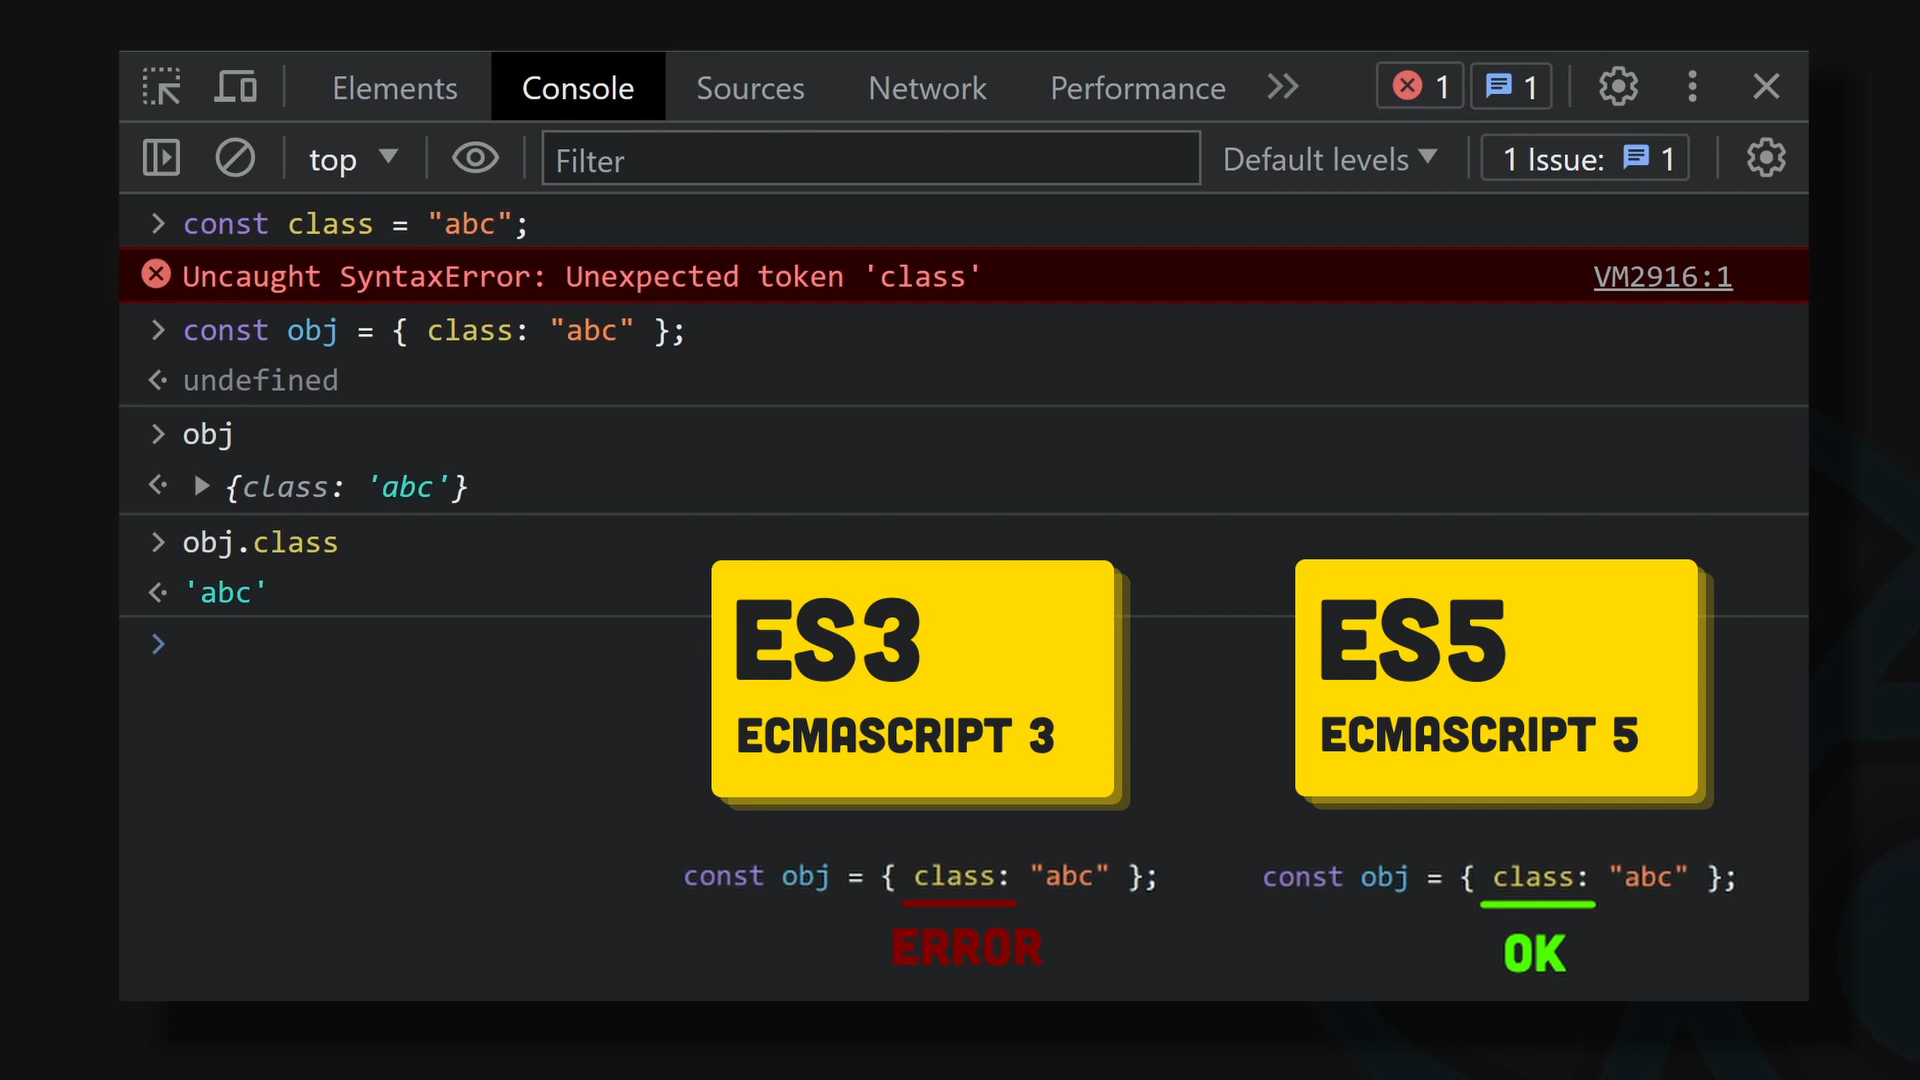 Elements Console Sources Network Performance 1 1
top Filter Default levels 1 Issue: 1
const class = "abc";
Uncaught SyntaxError: Unexpected token 'class' VM2916:1
const obj = { class: "abc" };
undefined
obj
{class: 'abc'}
obj.class
'abc'
ES3
ECMASCRIPT 3
const obj = { class: "abc" };
ERROR
ES5
ECMASCRIPT 5
const obj = { class: "abc" };
OK